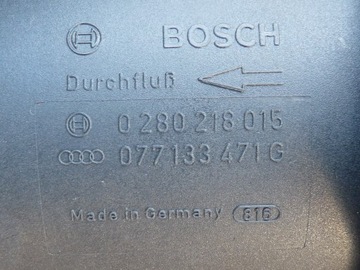 BOSCH
Durchfluß
0 280 218 015
077 133 471 G
Made in Germany 816